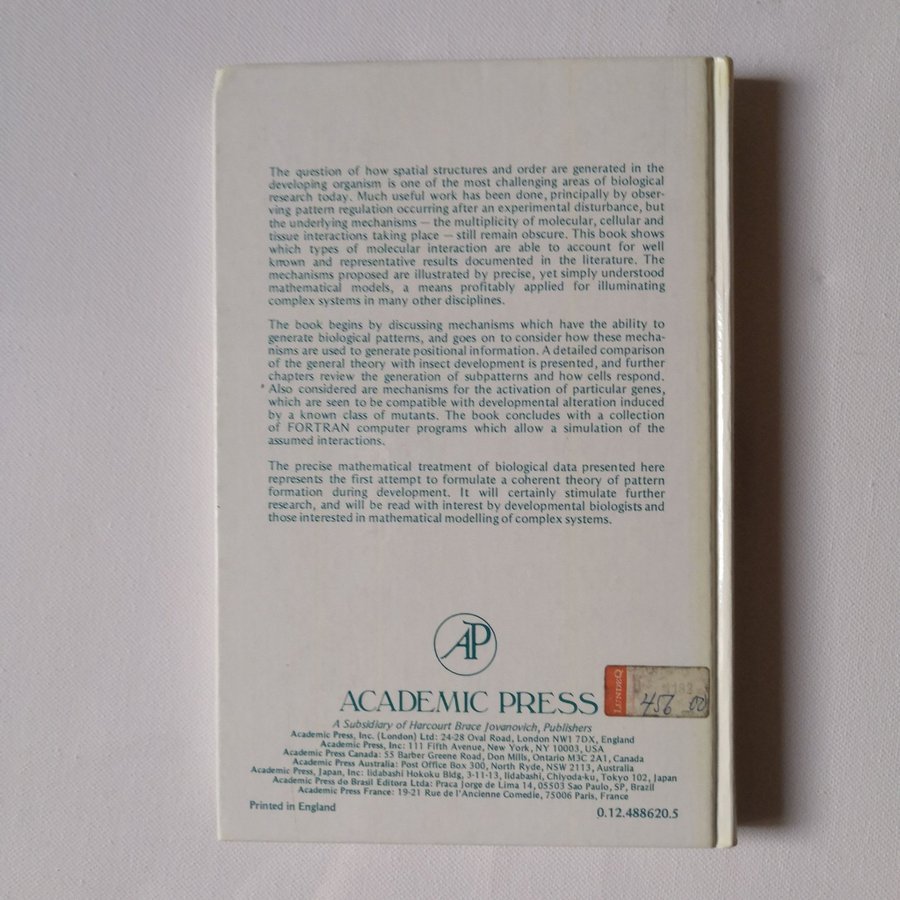 The question of how spatial structures and order are generated in the
developing organism is one of the most challenging areas of biological
research today. Much useful work has been done, principally by obser-
ving pattern regulation occurring after an experimental disturbance, but
the underlying mechanisms — the multiplicity of molecular, cellular and
tissue interactions taking place — still remain obscure. This book shows
which types of molecular interaction are able to account for well
known and representative results documented in the literature. The
mechanisms proposed are illustrated by precise, yet simply understood
mathematical models, a means profitably applied for illuminating
complex systems in many other disciplines.
The book begins by discussing mechanisms which have the ability to
generate biological patterns, and goes on to consider how these mecha-
nisms are used to generate positional information. A detailed comparison
of the general theory with insect development is presented, and further
chapters review the generation of subpatterns and how cells respond.
Also considered are mechanisms for the activation of particular genes,
which are seen to be compatible with developmental alteration induced
by a known class of mutants. The book concludes with a collection
of FORTRAN computer programs which allow a simulation of the
assumed interactions.
The precise mathematical treatment of biological data presented here
represents the first attempt to formulate a coherent theory of pattern
formation during development. It will certainly stimulate further
research, and will be read with interest by developmental biologists and
those interested in mathematical modelling of complex systems.
AP
ACADEMIC PRESS
LUNDEQ
456 00
A Subsidiary of Harcourt Brace Jovanovich, Publishers
Academic Press, Inc. (London) Ltd: 24-28 Oval Road, London NW1 7DX, England
Academic Press, Inc: 111 Fifth Avenue, New York, NY 10003, USA
Academic Press Canada: 55 Barber Greene Road, Don Mills, Ontario M3C 2A1, Canada
Academic Press Australia: Post Office Box 300, North Ryde, NSW 2113, Australia
Academic Press, Japan, Inc: Iidabashi Hokoku Bldg, 3-11-13, Iidabashi, Chiyoda-ku, Tokyo 102, Japan
Academic Press do Brasil Editora Ltda: Praca Jorge de Lima 14, 05503 Sao Paulo, SP, Brazil
Academic Press France: 19-21 Rue de l'Ancienne Comedie, 75006 Paris, France
Printed in England
0.12.488620.5